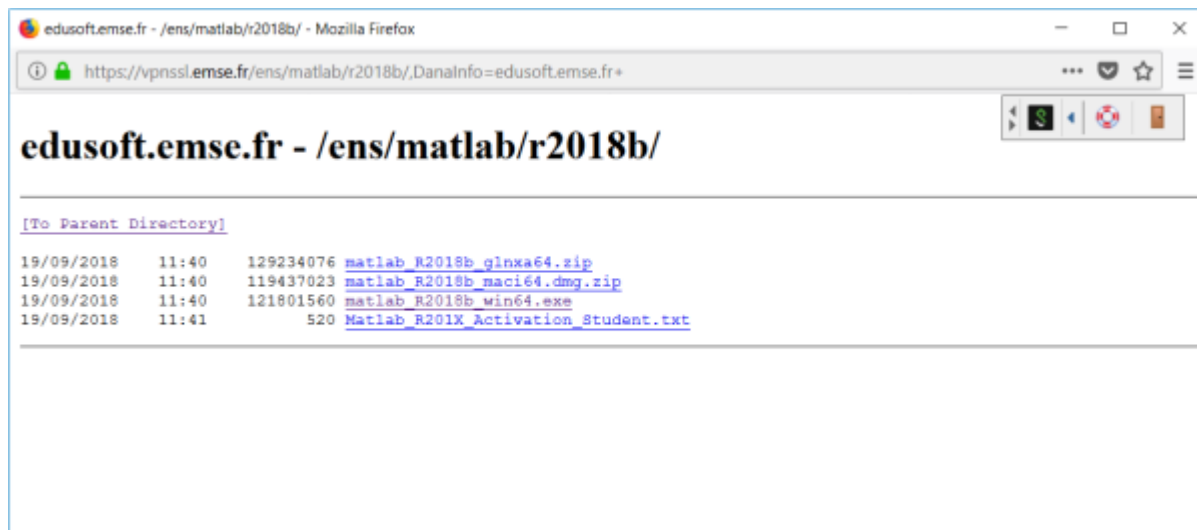 edusoft.emse.fr - /ens/matlab/r2018b/ - Mozilla Firefox
https://vpnssl.emse.fr/ens/matlab/r2018b/,DanaInfo=edusoft.emse.fr+
edusoft.emse.fr - /ens/matlab/r2018b/
[To Parent Directory]
19/09/2018 11:40 129234076 matlab_R2018b_glnxa64.zip
19/09/2018 11:40 119437023 matlab_R2018b_maci64.dmg.zip
19/09/2018 11:40 121801560 matlab_R2018b_win64.exe
19/09/2018 11:41 520 Matlab_R201X_Activation_Student.txt